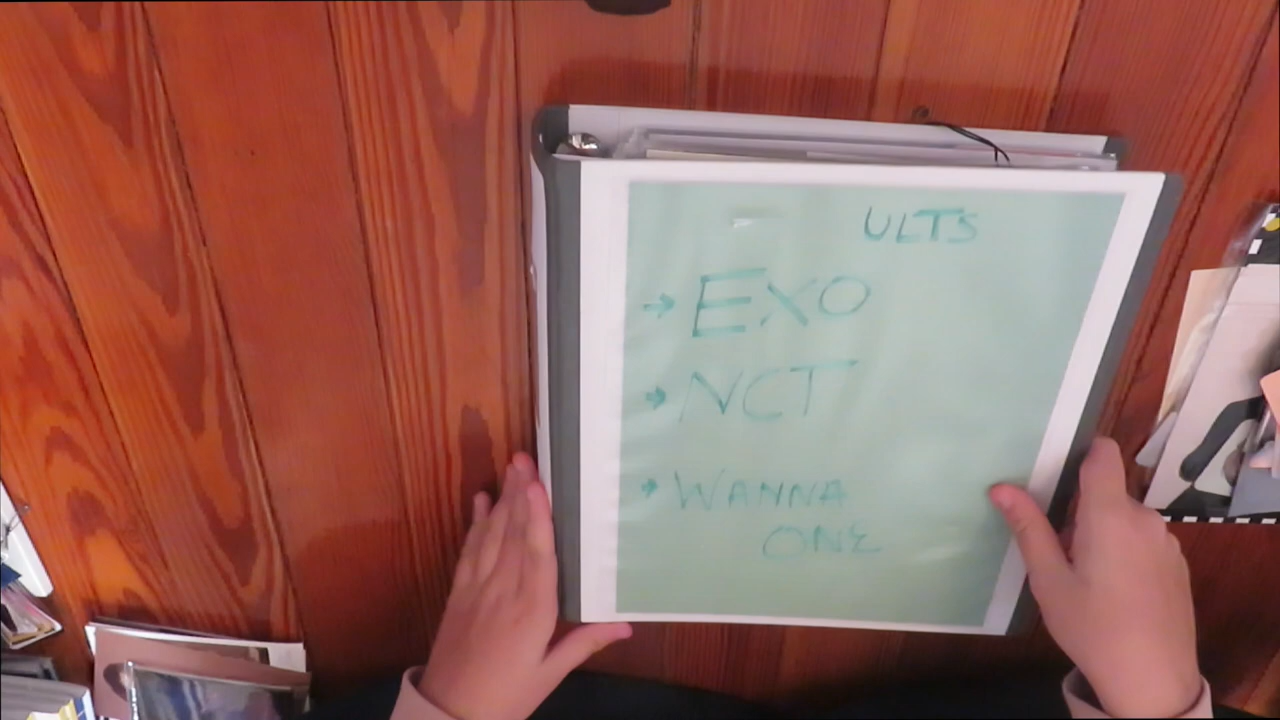 ULTS
→ EXO
→ NCT
→ WANNA
ONE